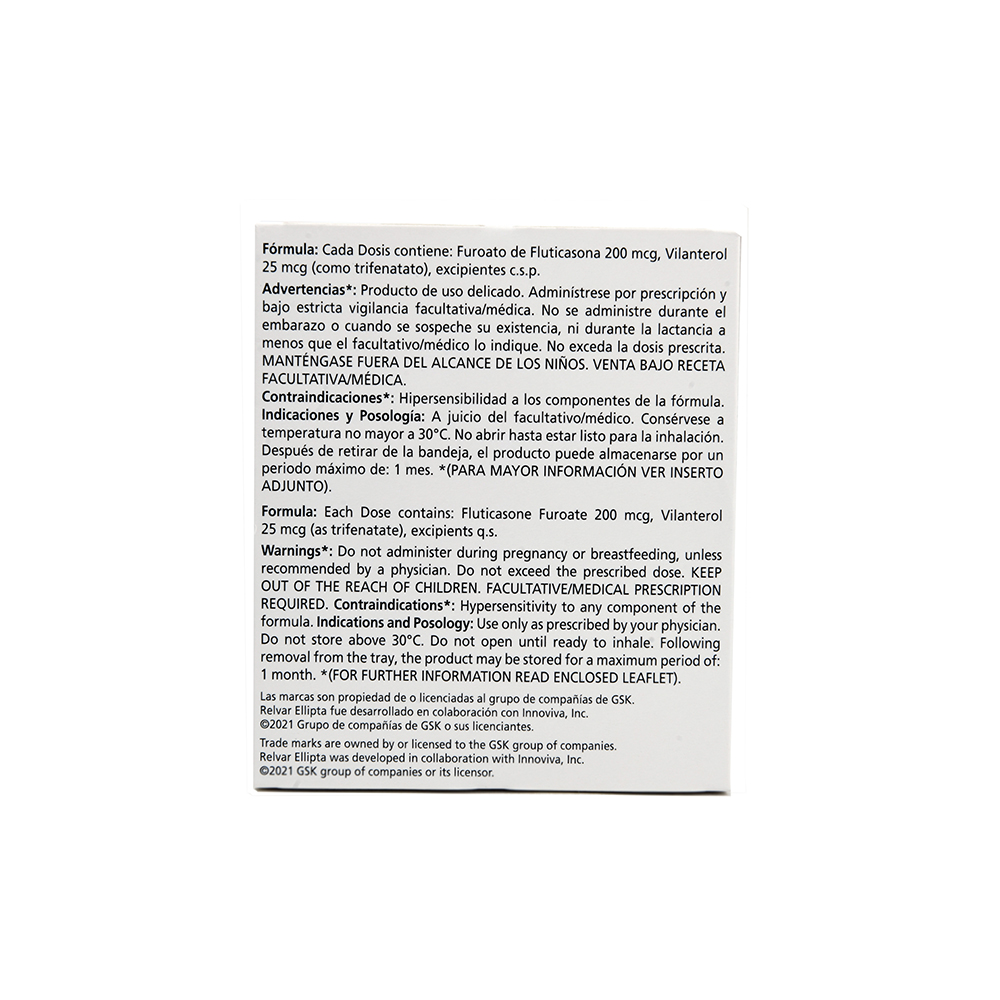 Fórmula: Cada Dosis contiene: Furoato de Fluticasona 200 mcg, Vilanterol
25 mcg (como trifenatato), excipientes c.s.p.
Advertencias*: Producto de uso delicado. Adminístrese por prescripción y
bajo estricta vigilancia facultativa/médica. No se administre durante el
embarazo o cuando se sospeche su existencia, ni durante la lactancia a
menos que el facultativo/médico lo indique. No exceda la dosis prescrita.
MANTÉNGASE FUERA DEL ALCANCE DE LOS NIÑOS. VENTA BAJO RECETA
FACULTATIVA/MÉDICA.
Contraindicaciones*: Hipersensibilidad a los componentes de la fórmula.
Indicaciones y Posología: A juicio del facultativo/médico. Consérvese a
temperatura no mayor a 30°C. No abrir hasta estar listo para la inhalación.
Después de retirar de la bandeja, el producto puede almacenarse por un
periodo máximo de: 1 mes. *(PARA MAYOR INFORMACIÓN VER INSERTO
ADJUNTO).
Formula: Each Dose contains: Fluticasone Furoate 200 mcg, Vilanterol
25 mcg (as trifenatate), excipients q.s.
Warnings*: Do not administer during pregnancy or breastfeeding, unless
recommended by a physician. Do not exceed the prescribed dose. KEEP
OUT OF THE REACH OF CHILDREN. FACULTATIVE/MEDICAL PRESCRIPTION
REQUIRED. Contraindications*: Hypersensitivity to any component of the
formula. Indications and Posology: Use only as prescribed by your physician.
Do not store above 30°C. Do not open until ready to inhale. Following
removal from the tray, the product may be stored for a maximum period of:
1 month. *(FOR FURTHER INFORMATION READ ENCLOSED LEAFLET).
Las marcas son propiedad de o licenciadas al grupo de compañías de GSK.
Relvar Ellipta fue desarrollado en colaboración con Innoviva, Inc.
©2021 Grupo de compañías de GSK o sus licenciantes.
Trade marks are owned by or licensed to the GSK group of companies.
Relvar Ellipta was developed in collaboration with Innoviva, Inc.
©2021 GSK group of companies or its licensor.